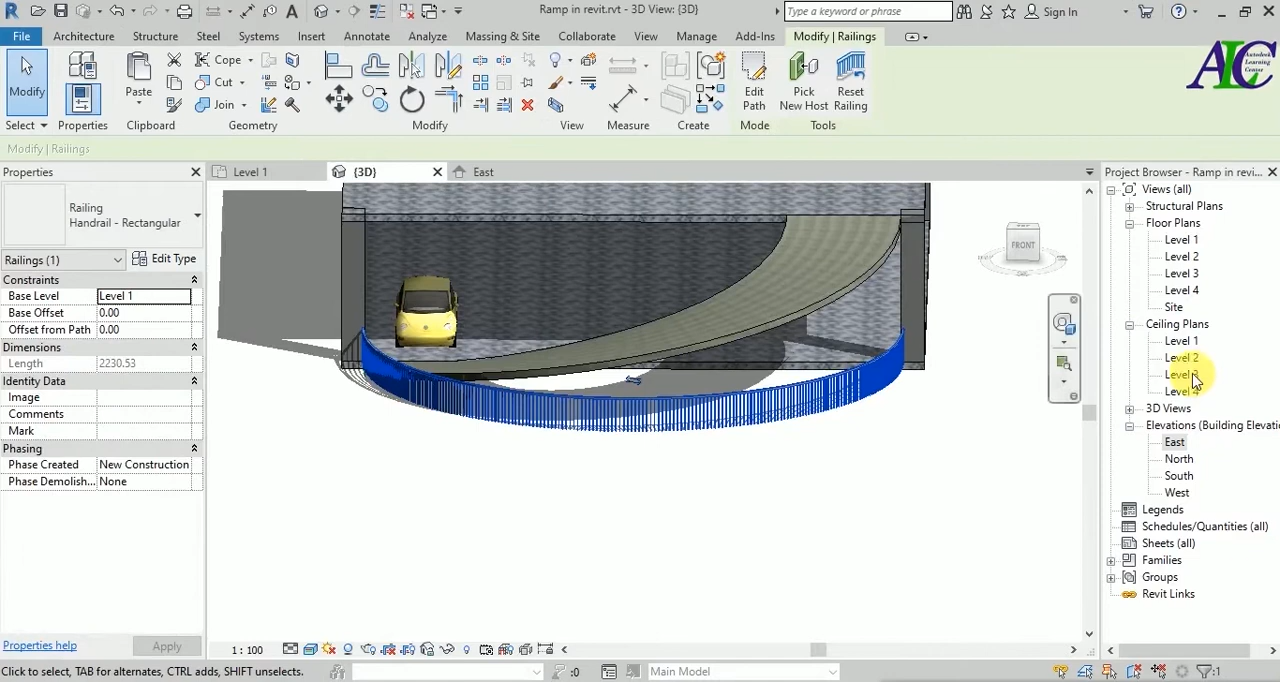 Ramp in revit.rvt - 3D View: {3D}
Type a keyword or phrase
Sign In
File
Architecture
Structure
Steel
Systems
Insert
Annotate
Analyze
Massing & Site
Collaborate
View
Manage
Add-Ins
Modify | Railings
Modify
Paste
Cope
Cut
Join
Edit
Path
Pick
New Host
Reset
Railing
Select
Properties
Clipboard
Geometry
Modify
View
Measure
Create
Mode
Tools
Modify | Railings
Properties
Level 1
{3D}
East
Project Browser - Ramp in revi...
Railing
Handrail - Rectangular
Railings (1)
Edit Type
Constraints
Base Level Level 1
Base Offset 0.00
Offset from Path 0.00
Dimensions
Length 2230.53
Identity Data
Image
Comments
Mark
Phasing
Phase Created New Construction
Phase Demolish... None
Properties help
Apply
FRONT
Views (all)
Structural Plans
Floor Plans
Level 1
Level 2
Level 3
Level 4
Site
Ceiling Plans
Level 1
Level 2
Level 3
Level 4
3D Views
Elevations (Building Elevatio
East
North
South
West
Legends
Schedules/Quantities (all)
Sheets (all)
Families
Groups
Revit Links
1 : 100
Click to select, TAB for alternates, CTRL adds, SHIFT unselects.
:0
Main Model
:1
ALC